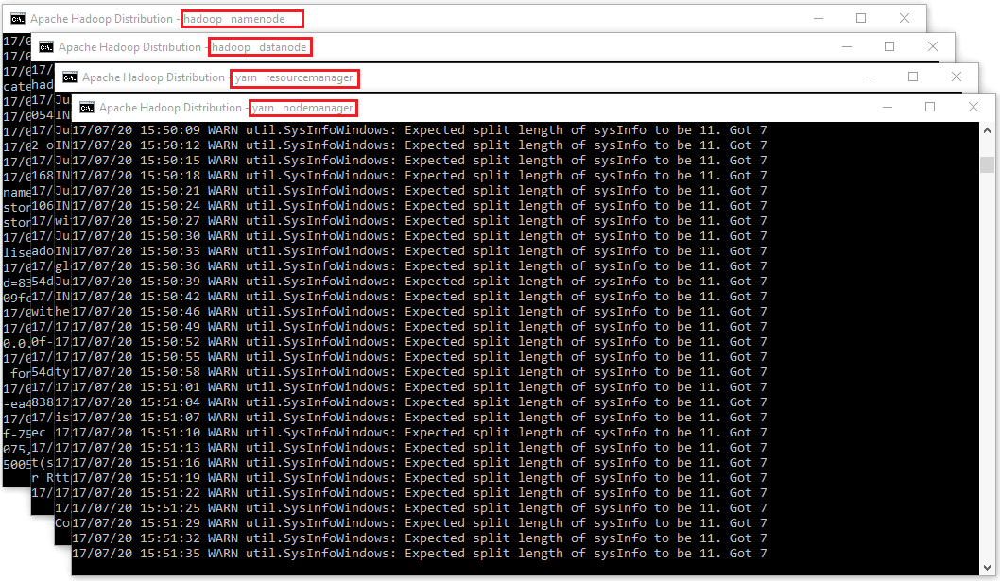 Apache Hadoop Distribution - hadoop namenode
Apache Hadoop Distribution - hadoop datanode
Apache Hadoop Distribution - yarn resourcemanager
Apache Hadoop Distribution - yarn nodemanager
17/07/20 15:50:09 WARN util.SysInfoWindows: Expected split length of sysInfo to be 11. Got 7
17/07/20 15:50:12 WARN util.SysInfoWindows: Expected split length of sysInfo to be 11. Got 7
17/07/20 15:50:15 WARN util.SysInfoWindows: Expected split length of sysInfo to be 11. Got 7
17/07/20 15:50:18 WARN util.SysInfoWindows: Expected split length of sysInfo to be 11. Got 7
17/07/20 15:50:21 WARN util.SysInfoWindows: Expected split length of sysInfo to be 11. Got 7
17/07/20 15:50:24 WARN util.SysInfoWindows: Expected split length of sysInfo to be 11. Got 7
17/07/20 15:50:27 WARN util.SysInfoWindows: Expected split length of sysInfo to be 11. Got 7
17/07/20 15:50:30 WARN util.SysInfoWindows: Expected split length of sysInfo to be 11. Got 7
17/07/20 15:50:33 WARN util.SysInfoWindows: Expected split length of sysInfo to be 11. Got 7
17/07/20 15:50:36 WARN util.SysInfoWindows: Expected split length of sysInfo to be 11. Got 7
17/07/20 15:50:39 WARN util.SysInfoWindows: Expected split length of sysInfo to be 11. Got 7
17/07/20 15:50:42 WARN util.SysInfoWindows: Expected split length of sysInfo to be 11. Got 7
17/07/20 15:50:46 WARN util.SysInfoWindows: Expected split length of sysInfo to be 11. Got 7
17/07/20 15:50:49 WARN util.SysInfoWindows: Expected split length of sysInfo to be 11. Got 7
17/07/20 15:50:52 WARN util.SysInfoWindows: Expected split length of sysInfo to be 11. Got 7
17/07/20 15:50:55 WARN util.SysInfoWindows: Expected split length of sysInfo to be 11. Got 7
17/07/20 15:50:58 WARN util.SysInfoWindows: Expected split length of sysInfo to be 11. Got 7
17/07/20 15:51:01 WARN util.SysInfoWindows: Expected split length of sysInfo to be 11. Got 7
17/07/20 15:51:04 WARN util.SysInfoWindows: Expected split length of sysInfo to be 11. Got 7
17/07/20 15:51:07 WARN util.SysInfoWindows: Expected split length of sysInfo to be 11. Got 7
17/07/20 15:51:10 WARN util.SysInfoWindows: Expected split length of sysInfo to be 11. Got 7
17/07/20 15:51:13 WARN util.SysInfoWindows: Expected split length of sysInfo to be 11. Got 7
17/07/20 15:51:16 WARN util.SysInfoWindows: Expected split length of sysInfo to be 11. Got 7
17/07/20 15:51:19 WARN util.SysInfoWindows: Expected split length of sysInfo to be 11. Got 7
17/07/20 15:51:22 WARN util.SysInfoWindows: Expected split length of sysInfo to be 11. Got 7
17/07/20 15:51:25 WARN util.SysInfoWindows: Expected split length of sysInfo to be 11. Got 7
17/07/20 15:51:29 WARN util.SysInfoWindows: Expected split length of sysInfo to be 11. Got 7
17/07/20 15:51:32 WARN util.SysInfoWindows: Expected split length of sysInfo to be 11. Got 7
17/07/20 15:51:35 WARN util.SysInfoWindows: Expected split length of sysInfo to be 11. Got 7